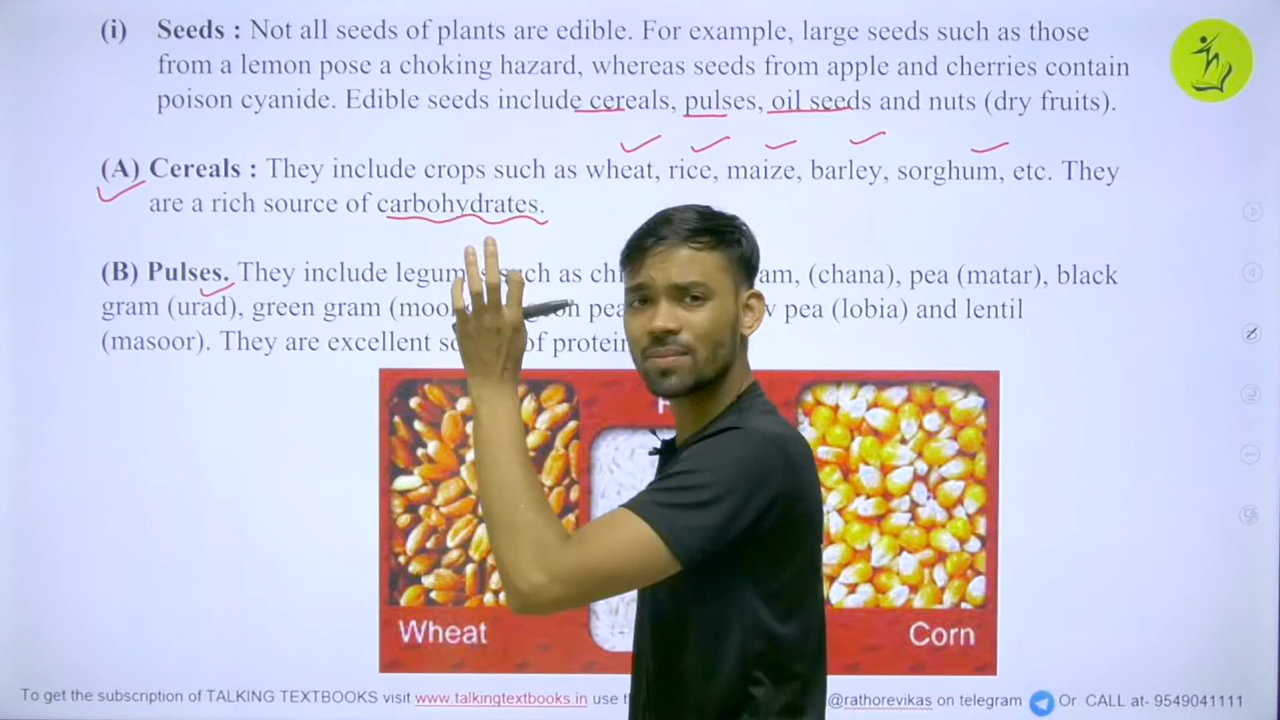 (i) Seeds : Not all seeds of plants are edible. For example, large seeds such as those
from a lemon pose a choking hazard, whereas seeds from apple and cherries contain
poison cyanide. Edible seeds include cereals, pulses, oil seeds and nuts (dry fruits).
(A) Cereals : They include crops such as wheat, rice, maize, barley, sorghum, etc. They
are a rich source of carbohydrates.
(B) Pulses. They include such as (chana), pea (matar), black
gram (urad), green gram pea (lobia) and lentil
(masoor). They are excellent of
Wheat
Corn
To get the subscription of TALKING TEXTBOOKS visit www.talkingtextbooks.in use @rathorevikas on telegram Or CALL at- 9549041111